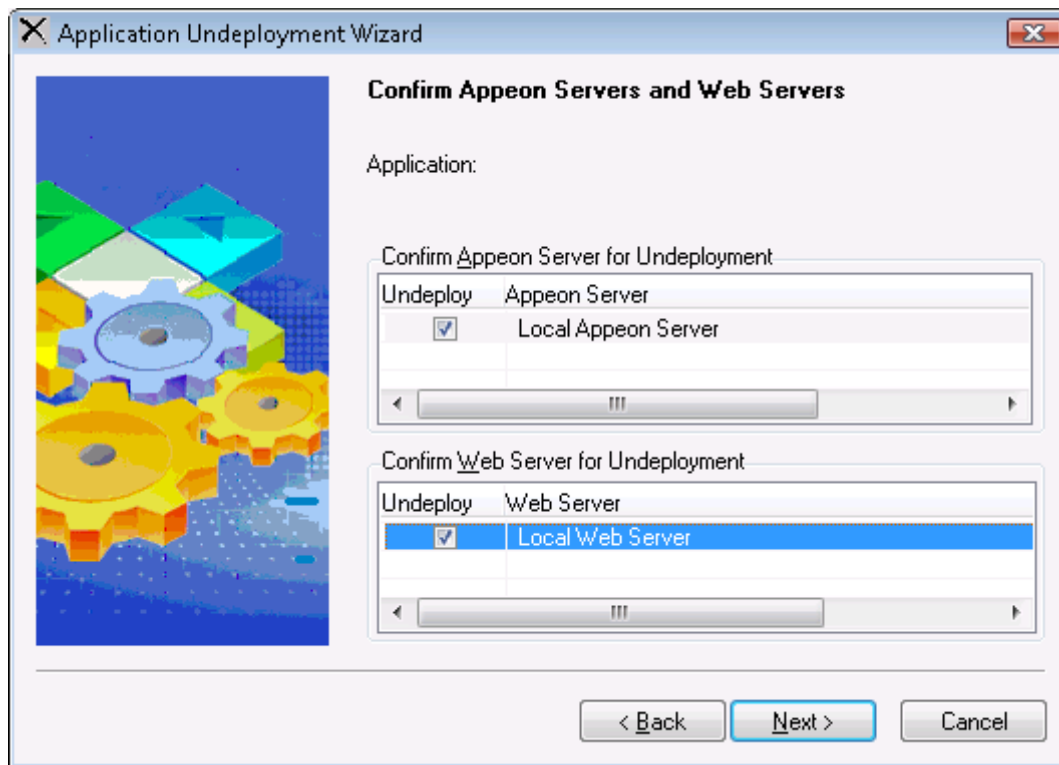 Application Undeployment Wizard
Confirm Appeon Servers and Web Servers
Application:
Confirm Appeon Server for Undeployment
Undeploy Appeon Server
Local Appeon Server
Confirm Web Server for Undeployment
Undeploy Web Server
Local Web Server
< Back Next > Cancel